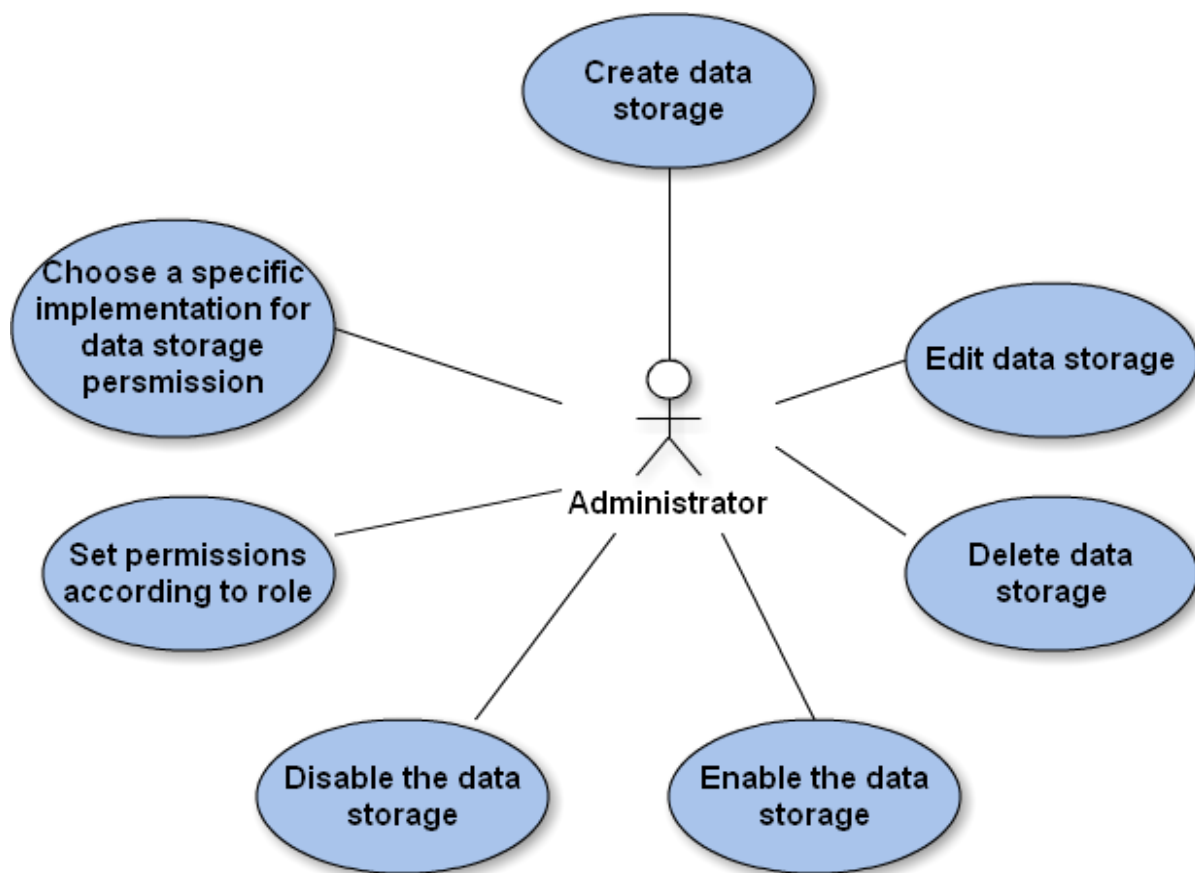 Create data
storage
Choose a specific
implementation for
data storage
persmission
Edit data storage
Administrator
Set permissions
according to role
Delete data
storage
Disable the data
storage
Enable the data
storage